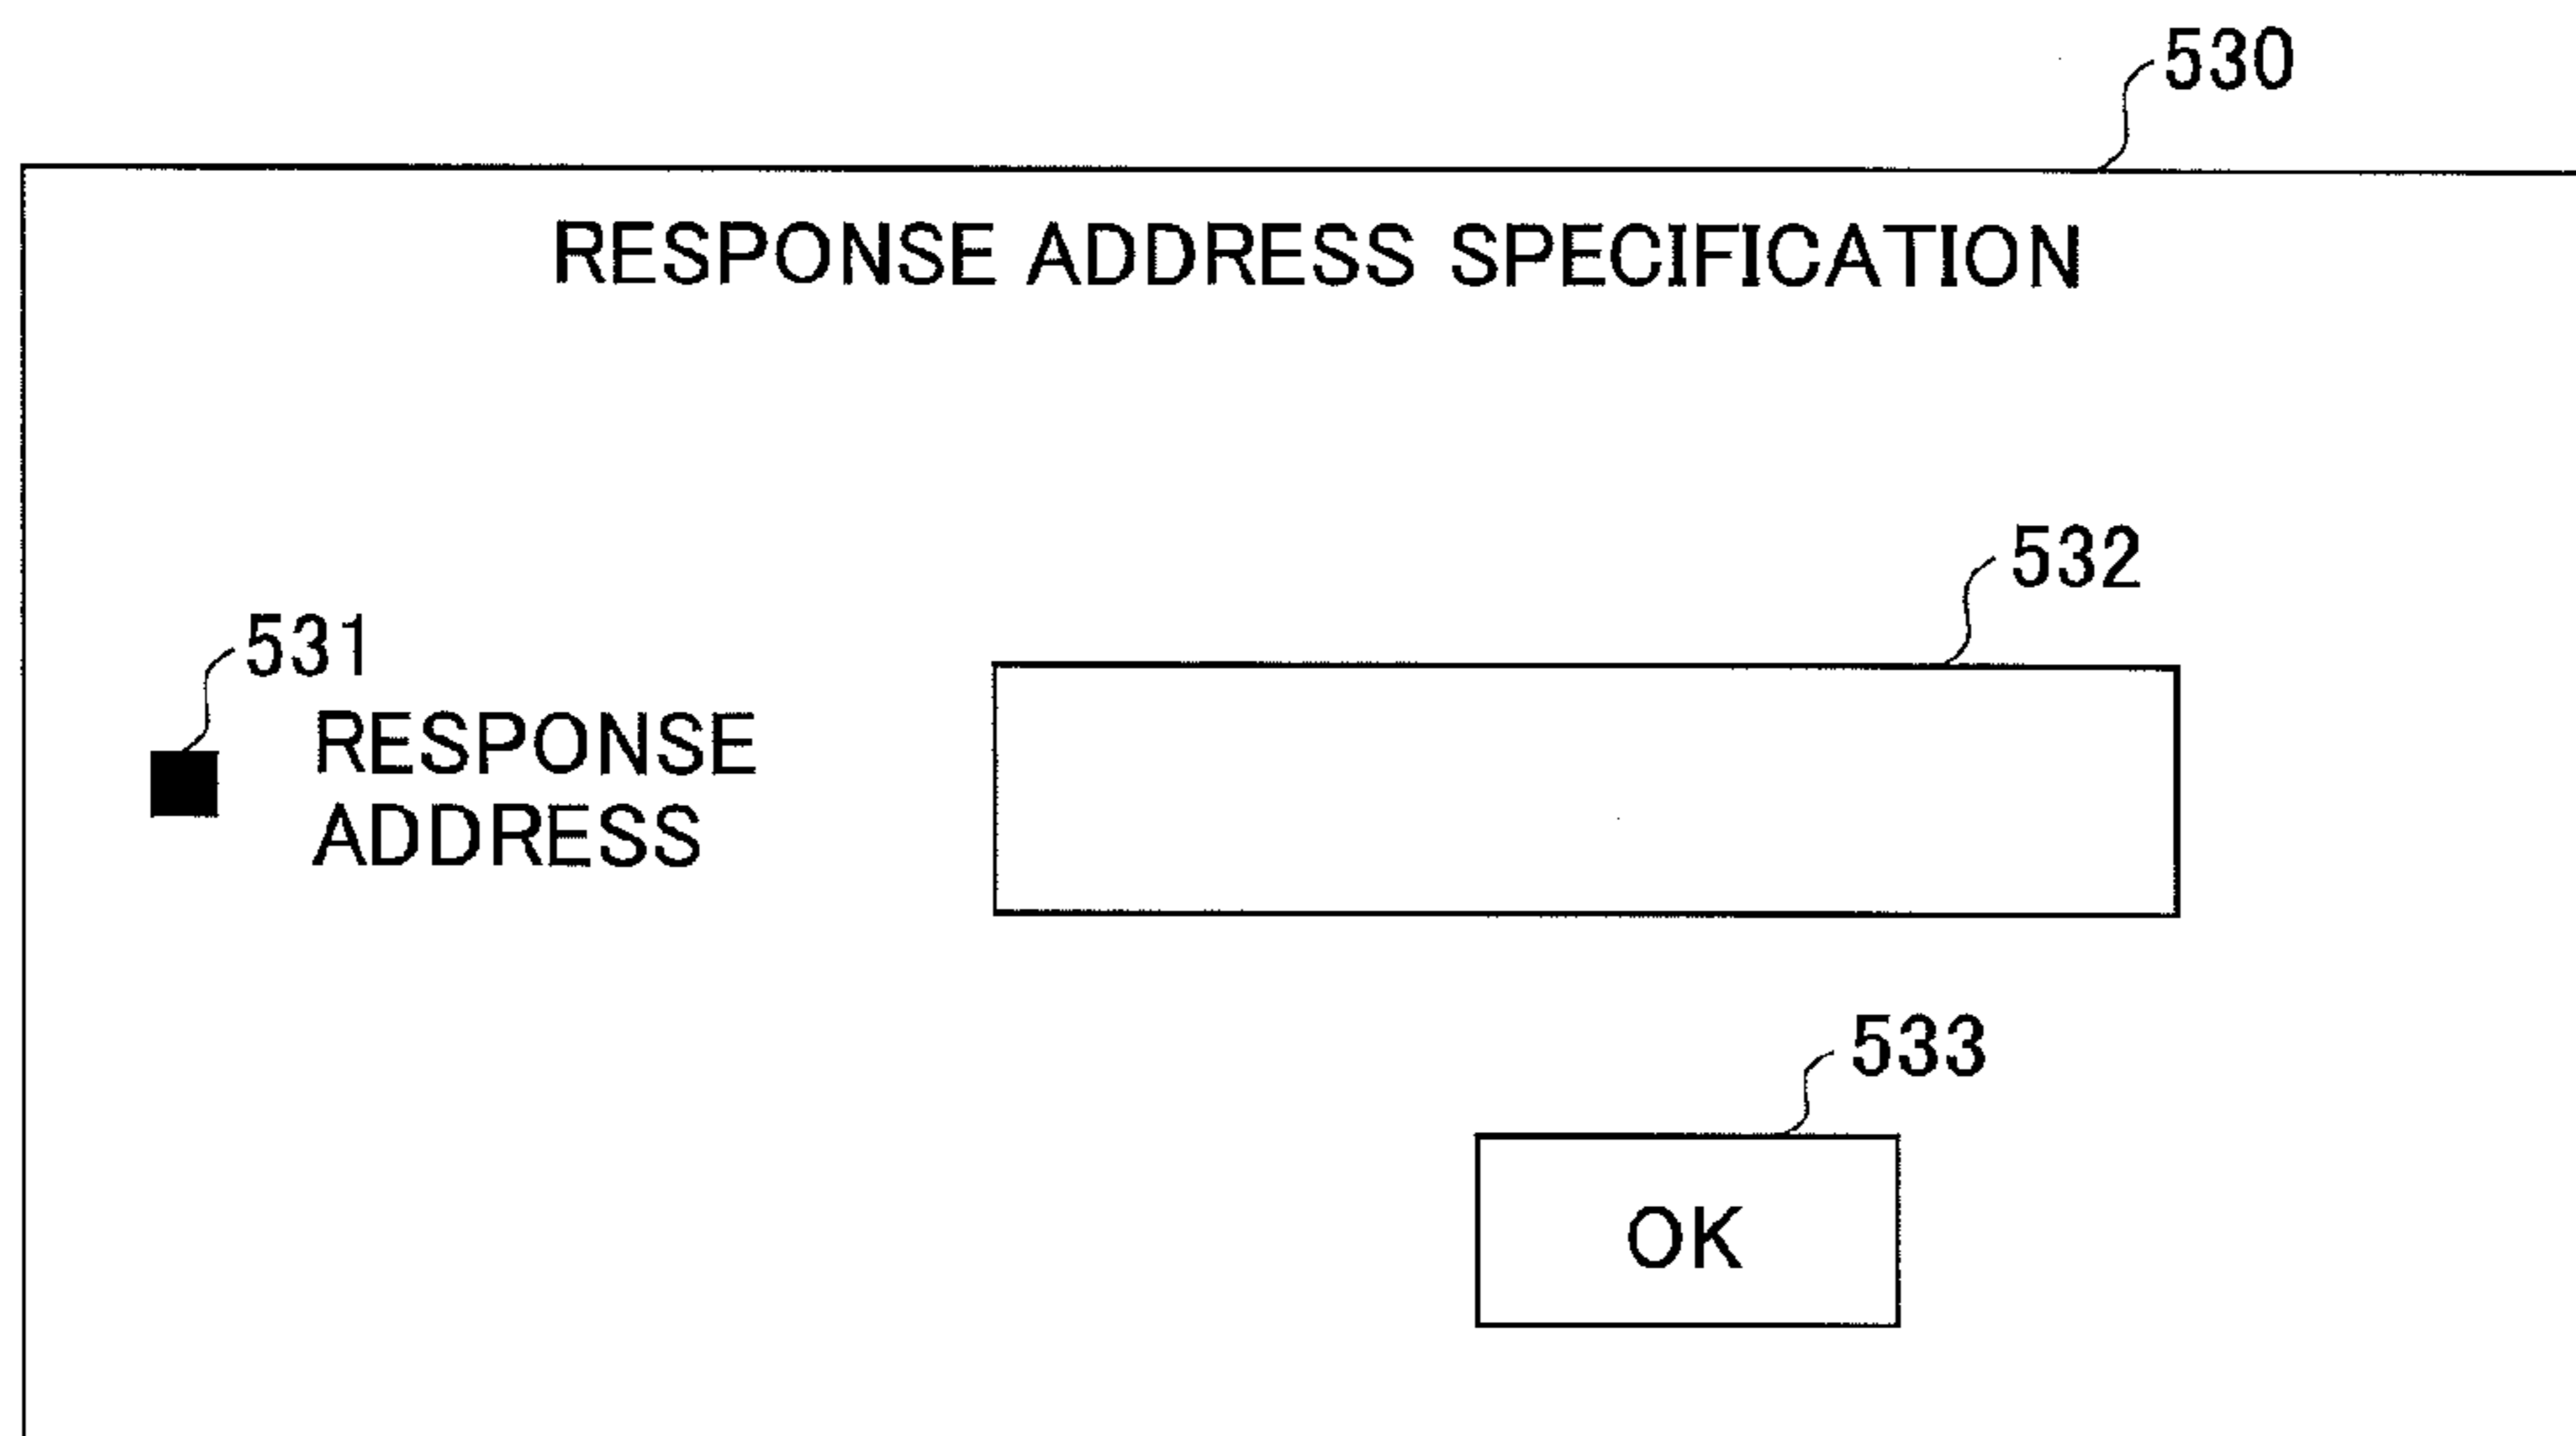 530
RESPONSE ADDRESS SPECIFICATION
532
531
RESPONSE
ADDRESS
533
OK